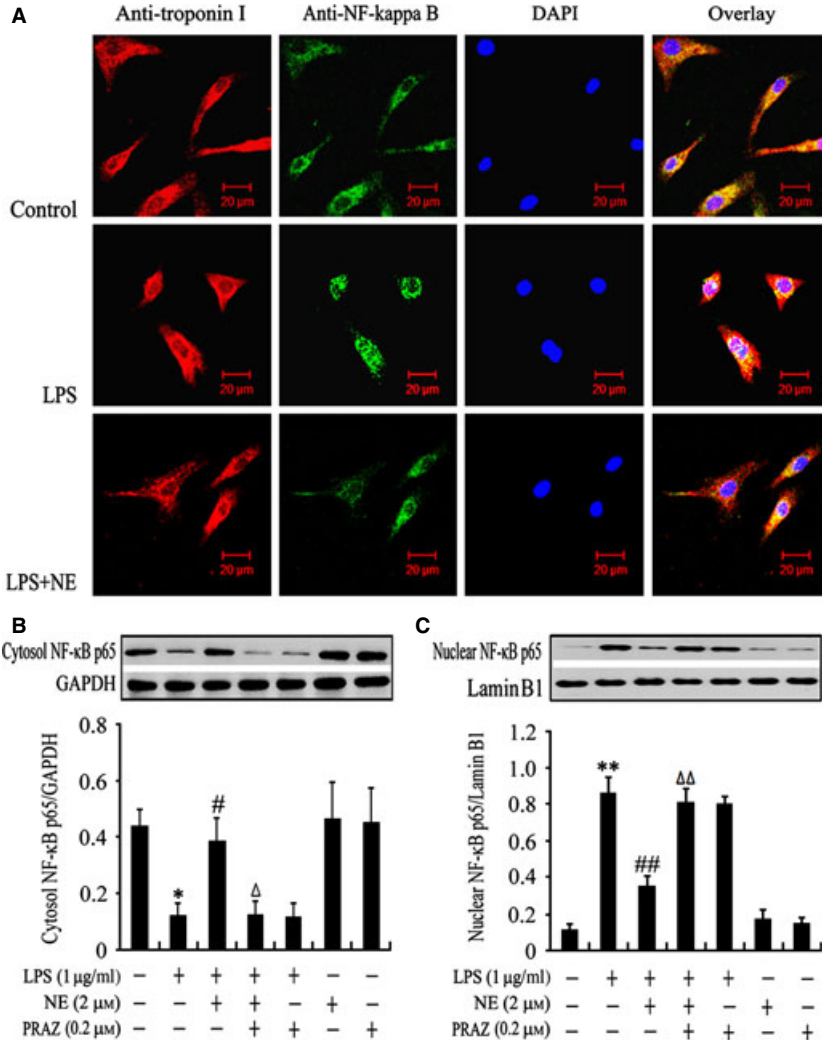 A Anti-troponin I Anti-NF-kappa B DAPI Overlay
20 µm 20 µm 20 µm 20 µm
Control
20 µm 20 µm 20 µm 20 µm
LPS
20 µm 20 µm 20 µm 20 µm
LPS+NE
B
Cytosol NF-κB p65
GAPDH
Cytosol NF-κB p65/GAPDH
0.8
0.6
0.4
0.2
0
* # Δ
LPS (1 µg/ml) – + + + + – –
NE (2 µM) – – + + – + –
PRAZ (0.2 µM) – – – + + – +
C
Nuclear NF-κB p65
Lamin B1
Nuclear NF-κB p65/Lamin B1
1.2
1.0
0.8
0.6
0.4
0.2
0
** ## ΔΔ
LPS (1 µg/ml) – + + + + – –
NE (2 µM) – – + + – + –
PRAZ (0.2 µM) – – – + + – +